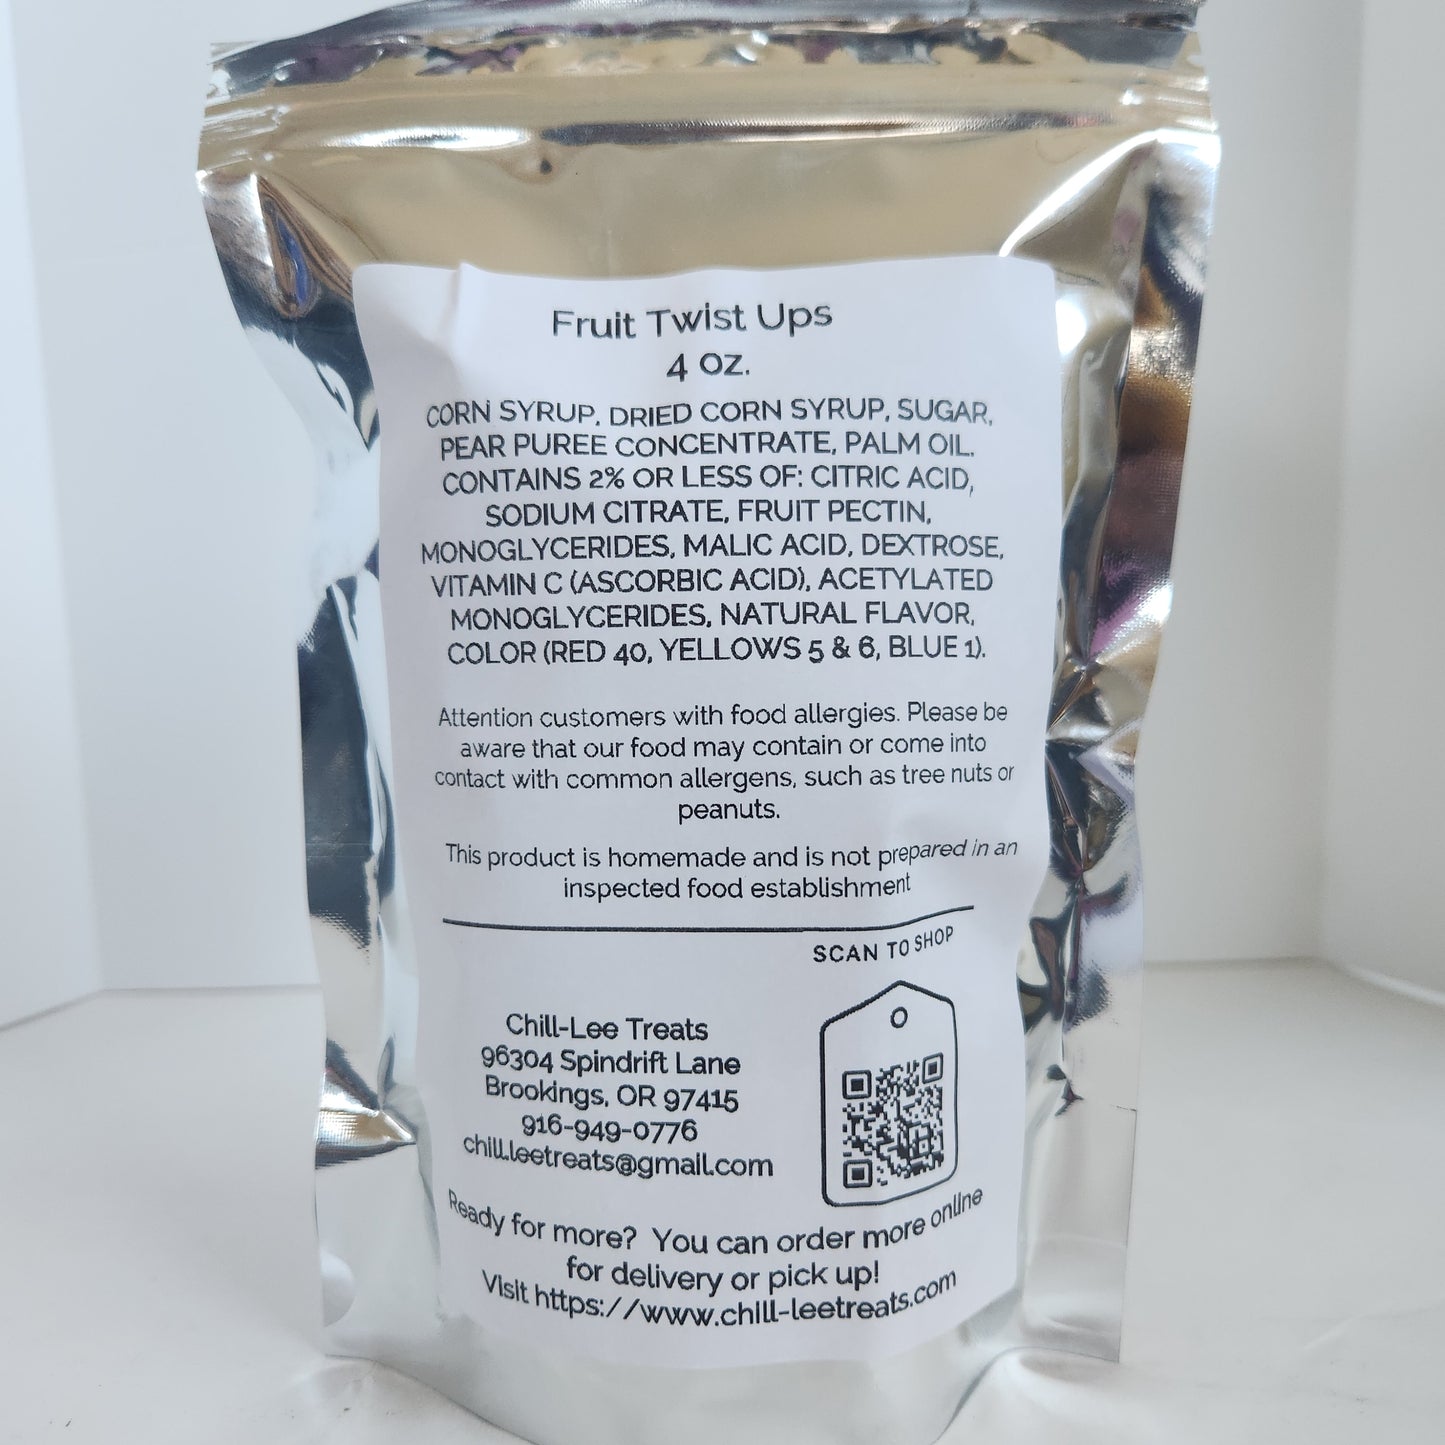 Fruit Twist Ups
4 oz.
CORN SYRUP, DRIED CORN SYRUP, SUGAR,
PEAR PUREE CONCENTRATE, PALM OIL.
CONTAINS 2% OR LESS OF: CITRIC ACID,
SODIUM CITRATE, FRUIT PECTIN,
MONOGLYCERIDES, MALIC ACID, DEXTROSE,
VITAMIN C (ASCORBIC ACID), ACETYLATED
MONOGLYCERIDES, NATURAL FLAVOR,
COLOR (RED 40, YELLOWS 5 & 6, BLUE 1).
Attention customers with food allergies. Please be
aware that our food may contain or come into
contact with common allergens, such as tree nuts or
peanuts.
This product is homemade and is not prepared in an
inspected food establishment
SCAN TO SHOP
Chill-Lee Treats
96304 Spindrift Lane
Brookings, OR 97415
916-949-0776
chill.leetreats@gmail.com
Ready for more? You can order more online
for delivery or pick up!
Visit https://www.chill-leetreats.com